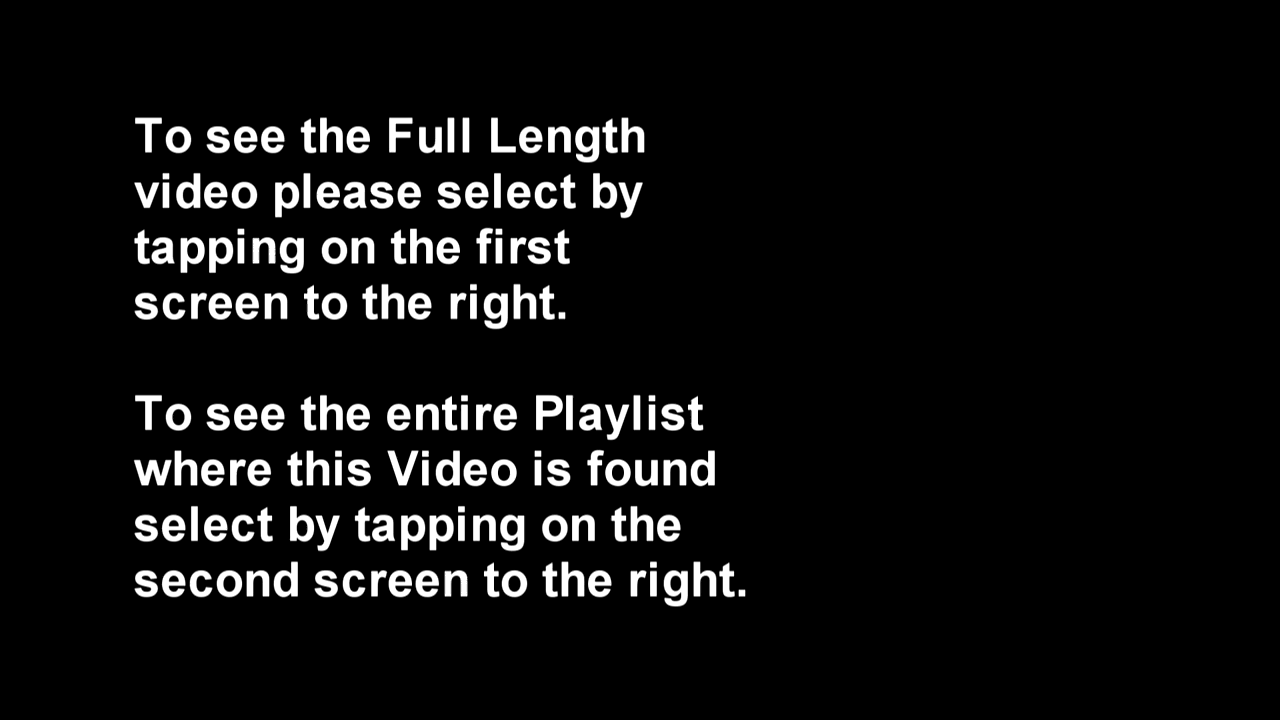 To see the Full Length
video please select by
tapping on the first
screen to the right.
To see the entire Playlist
where this Video is found
select by tapping on the
second screen to the right.